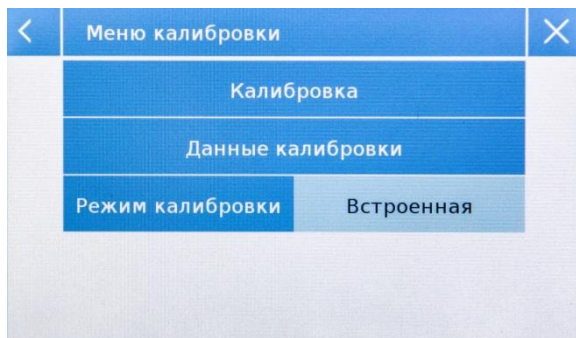 Меню калибровки
Калибровка
Данные калибровки
Режим калибровки Встроенная